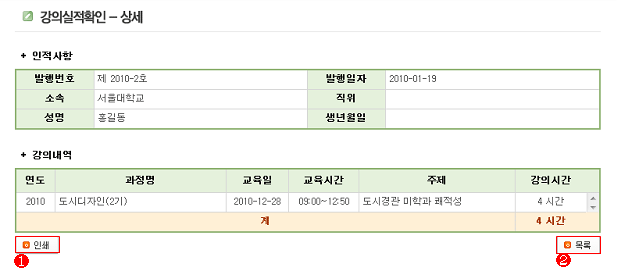 강의실적확인 - 상세
+ 인적사항
발행번호 제 2010-2호 발행일자 2010-01-19
소속 서울대학교 직위
성명 홍길동 생년월일
+ 강의내역
면도 과정명 교육일 교육시간 주제 강의시간
2010 도시디자인(2기) 2010-12-28 09:00~12:50 도시경관 미학과 쾌적성 4 시간
계 4 시간
인쇄 목록
1 2